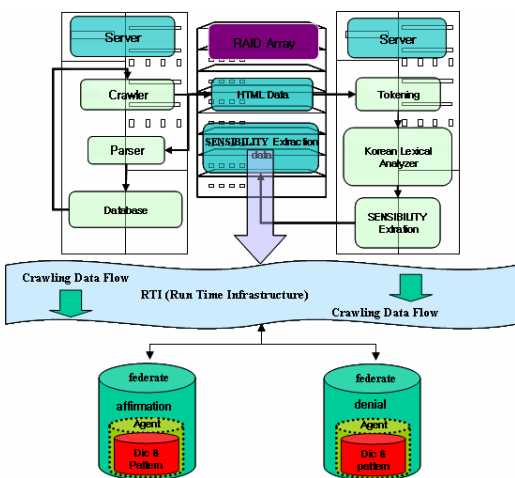 Server
Crawler
Parser
Database
RAID Array
HTML Data
SENSIBILITY Extraction
data
Server
Tokening
Korean Lexical
Analyzer
SENSIBILITY
Extration
Crawling Data Flow
RTI (Run Time Infrastructure)
Crawling Data Flow
federate
affirmation
Agent
Dic &
Pattern
federate
denial
Agent
Dic &
pattern